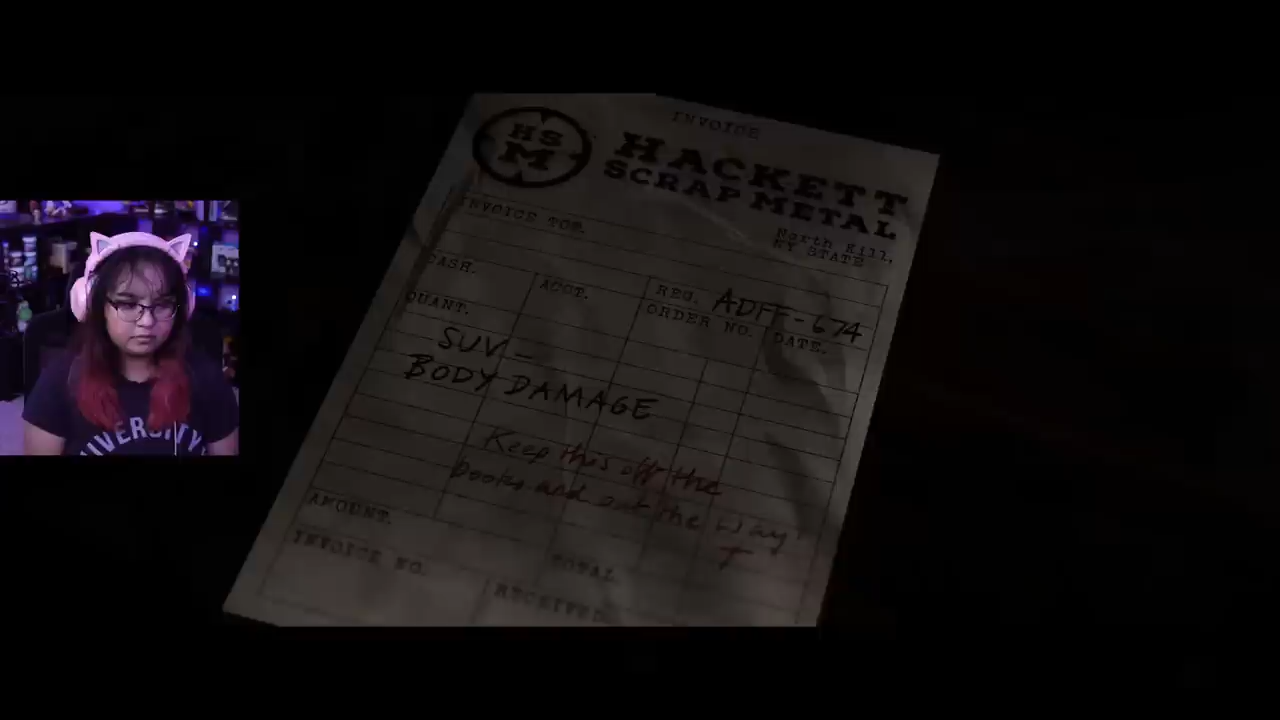 INVOICE
HSM
HACKETT
SCRAP METAL
North Kill,
NY STATE
INVOICE TO:
CASH.
ACCT.
REG. ADFF-674
QUANT.
ORDER NO.
DATE.
SUV -
BODY DAMAGE
Keep this off the
books and out the way!
T
AMOUNT.
TOTAL
INVOICE NO.
RECEIVED
UNIVERSITY